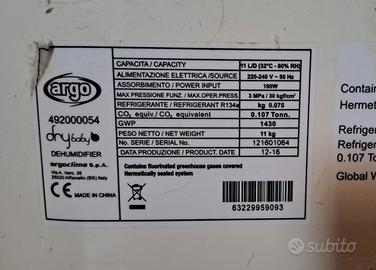 argo
492000054
dry baby
DEHUMIDIFIER
argoclima S.p.A.
Via A. Varo, 35
25020 Alfianello (BS) Italy
CE MADE IN CHINA
CAPACITA / CAPACITY 11 L/D (32°C - 80% RH)
ALIMENTAZIONE ELETTRICA /SOURCE 220-240 V ~ 50 Hz
ASSORBIMENTO / POWER INPUT 190W
MAX PRESSIONE FUNZ. / MAX OPER.PRESS. 3 MPa / 30 kgf/cm²
REFRIGERANTE / REFRIGERANT R134a kg 0.075
CO₂ equiv./ CO₂ equivalent 0.107 Tonn.
GWP 1430
PESO NETTO / NET WEIGHT 11 kg
No. SERIE / SERIAL No. 121601064
DATA PRODUZIONE / PRODUCT. DATE 12-16
Contains fluorinated greenhouse gases covered
Hermetically sealed system
63229959093
Contain
Hermet
Refriger
Refriger
0.107 To
Global W
subito